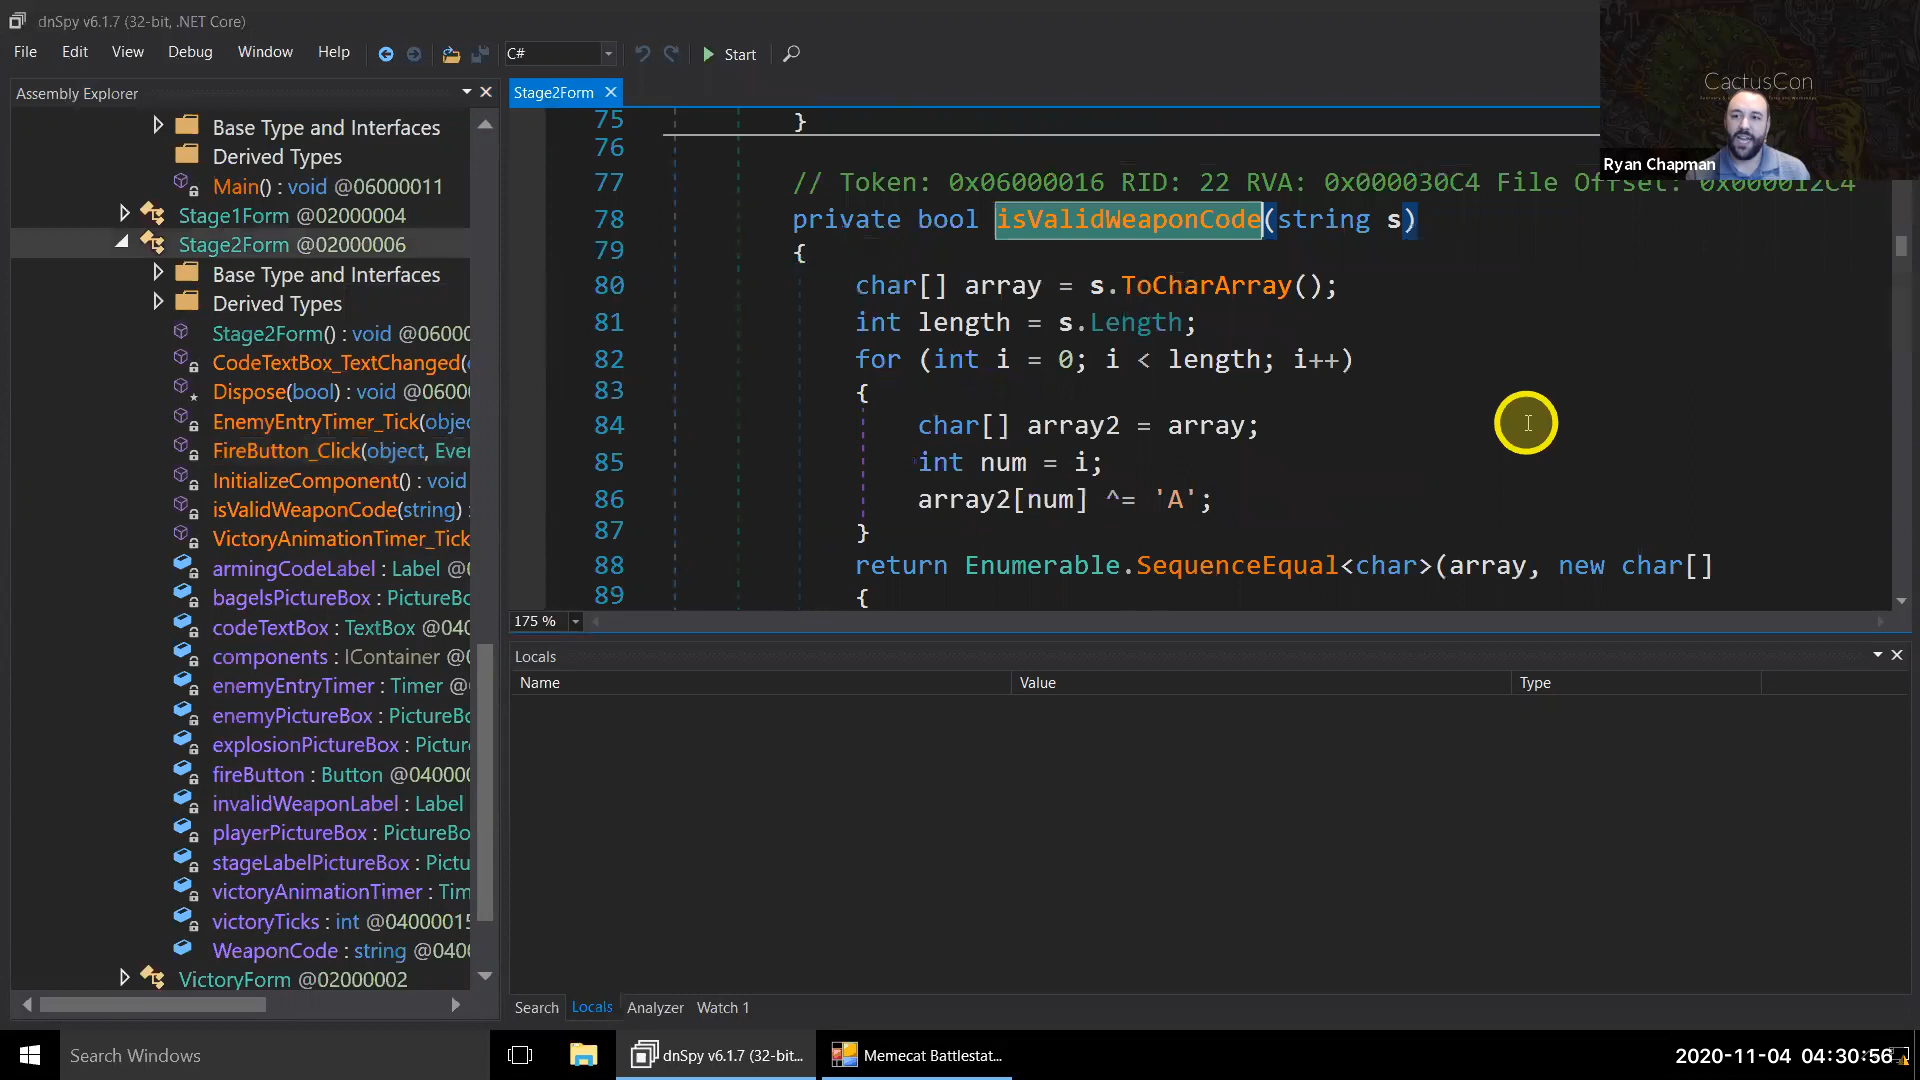 dnSpy v6.1.7 (32-bit, .NET Core)
File Edit View Debug Window Help C# Start
CactusCon
Ryan Chapman
Assembly Explorer
Base Type and Interfaces
Derived Types
Main() : void @06000011
Stage1Form @02000004
Stage2Form @02000006
Base Type and Interfaces
Derived Types
Stage2Form() : void @0600
CodeTextBox_TextChanged(
Dispose(bool) : void @0600
EnemyEntryTimer_Tick(objec
FireButton_Click(object, Ever
InitializeComponent() : void
isValidWeaponCode(string) :
VictoryAnimationTimer_Tick
armingCodeLabel : Label @
bagelsPictureBox : PictureBo
codeTextBox : TextBox @040
components : IContainer @0
enemyEntryTimer : Timer @
enemyPictureBox : PictureBo
explosionPictureBox : Picture
fireButton : Button @04000
invalidWeaponLabel : Label
playerPictureBox : PictureBo
stageLabelPictureBox : Pictu
victoryAnimationTimer : Tim
victoryTicks : int @04000015
WeaponCode : string @040
VictoryForm @02000002
Stage2Form
75 }
76
77 // Token: 0x06000016 RID: 22 RVA: 0x000030C4 File Offset: 0x000012C4
78 private bool isValidWeaponCode(string s)
79 {
80 char[] array = s.ToCharArray();
81 int length = s.Length;
82 for (int i = 0; i < length; i++)
83 {
84 char[] array2 = array;
85 int num = i;
86 array2[num] ^= 'A';
87 }
88 return Enumerable.SequenceEqual<char>(array, new char[]
89 {
175 %
Locals
Name Value Type
Search Locals Analyzer Watch 1
Search Windows
dnSpy v6.1.7 (32-bit...
Memecat Battlestat...
2020-11-04 04:30:56